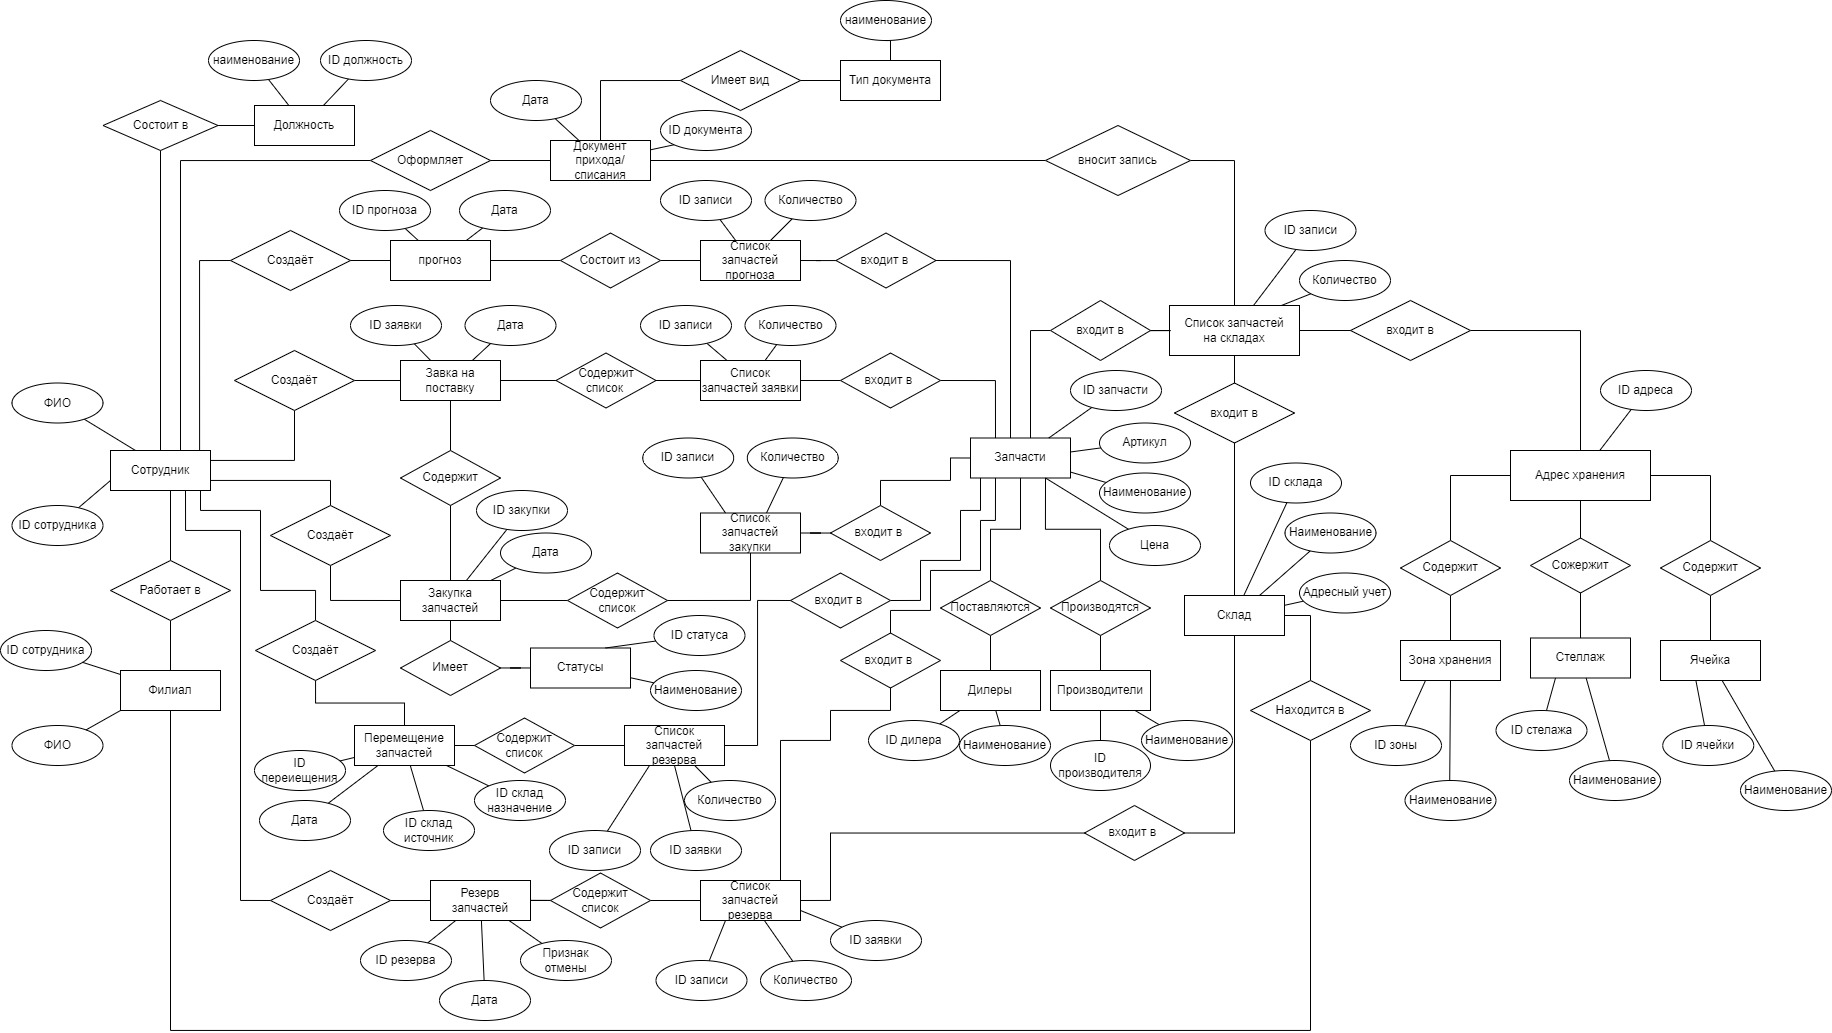 наименование
наименование
ID должность
Имеет вид
Тип документа
Дата
Состоит в
Должность
ID документа
Оформляет
Документ
прихода/
списания
вносит запись
ID прогноза
Дата
ID записи
Количество
ID записи
Создаёт
прогноз
Состоит из
Список
запчастей
прогноза
входит в
Количество
ID заявки
Дата
ID записи
Количество
входит в
Список запчастей
на складах
входит в
Создаёт
Завка на
поставку
Содержит
список
Список
запчастей заявки
входит в
ID запчасти
ID адреса
ФИО
входит в
Артикул
Сотрудник
ID записи
Количество
Запчасти
Адрес хранения
Содержит
ID склада
Наименование
ID закупки
ID сотрудника
Наименование
Создаёт
Список
запчастей
закупки
входит в
Цена
Дата
Содержит
Сожержит
Содержит
Работает в
Закупка
запчастей
Содержит
список
входит в
Поставляются
Производятся
Адресный учет
Склад
ID статуса
ID сотрудника
Создаёт
Имеет
Статусы
входит в
Зона хранения
Стеллаж
Ячейка
Филиал
Наименование
Дилеры
Производители
Находится в
ФИО
Перемещение
запчастей
Содержит
список
Список
запчастей
резерва
ID дилера
Наименование
Наименование
ID зоны
ID стелажа
ID ячейки
ID
переиещения
ID
производителя
Наименование
Наименование
Наименование
ID склад
назначение
Количество
Дата
ID склад
источник
ID записи
ID заявки
входит в
Создаёт
Резерв
запчастей
Содержит
список
Список
запчастей
резерва
ID резерва
Признак
отмены
ID заявки
Дата
ID записи
Количество